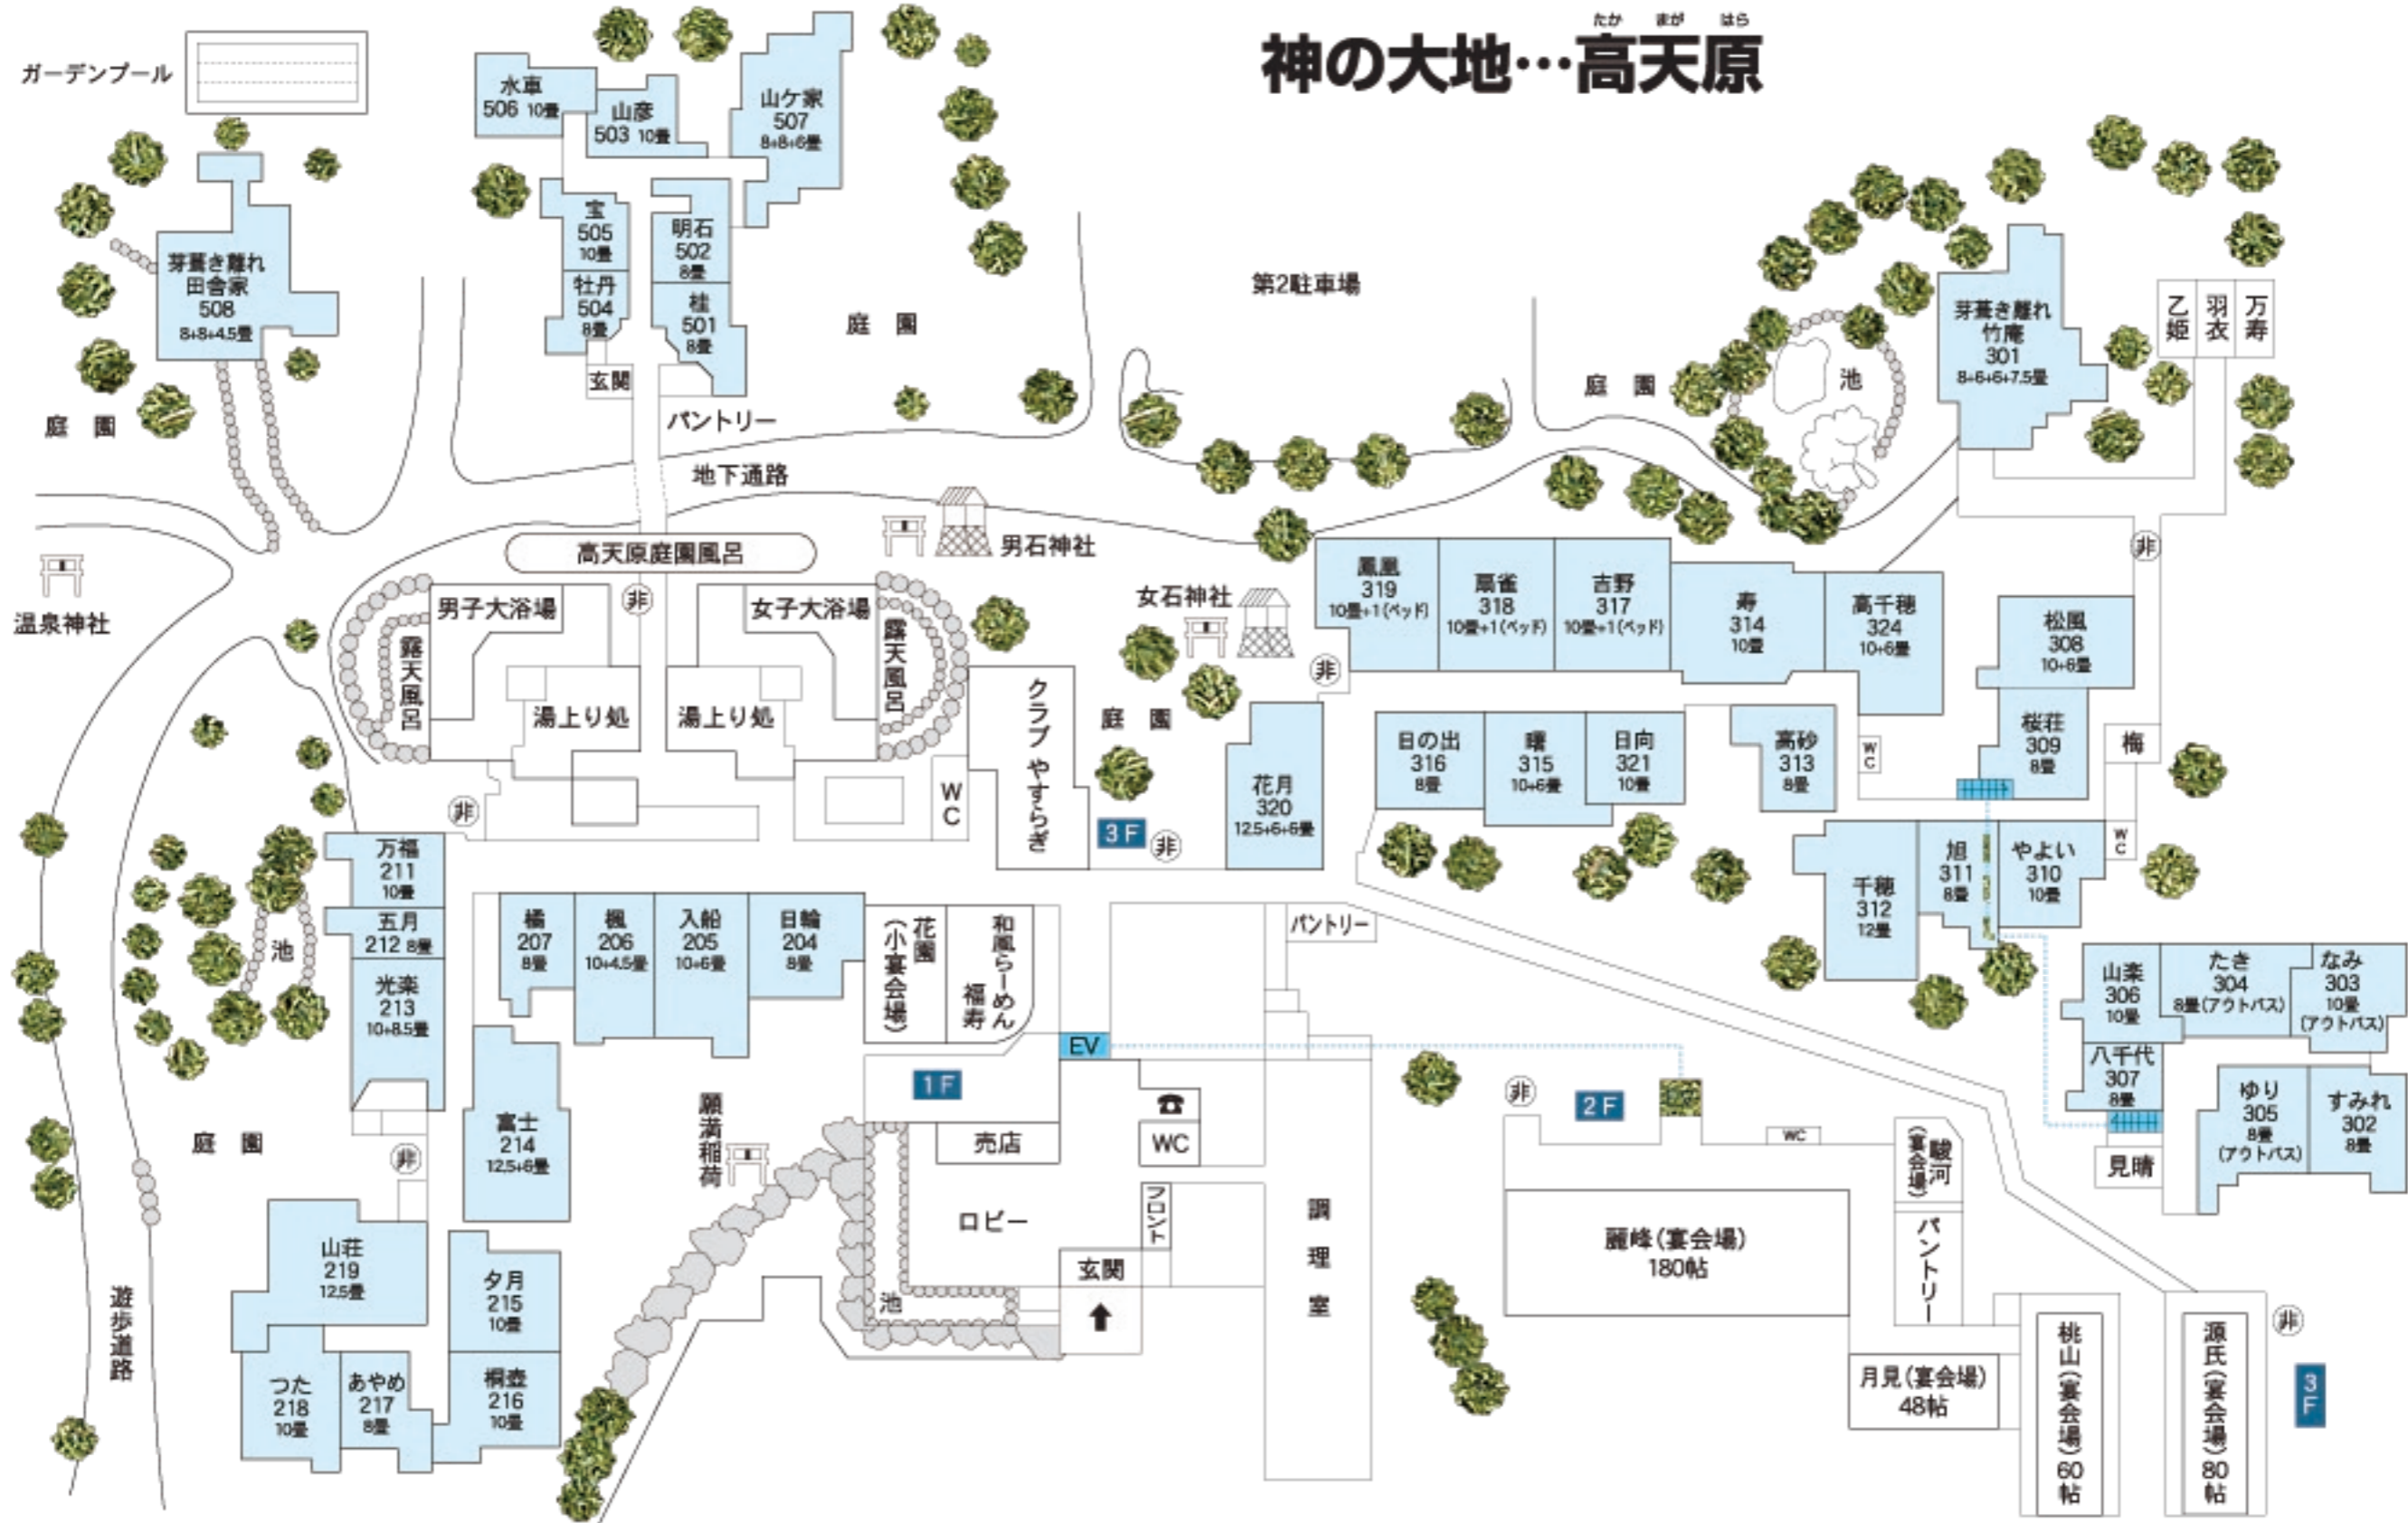 たか まが はら
神の大地…高天原
ガーデンプール
水車
506 10畳
山彦
503 10畳
山ケ家
507
8+8+6畳
宝
505
10畳
明石
502
8畳
牡丹
504
8畳
桂
501
8畳
玄関
パントリー
庭園
芽葺き離れ
田舎家
508
8+8+4.5畳
庭園
第2駐車場
庭園
池
芽葺き離れ
竹庵
301
8+6+6+7.5畳
乙姫
羽衣
万寿
地下通路
高天原庭園風呂
男石神社
女石神社
温泉神社
男子大浴場
非
女子大浴場
露天風呂
露天風呂
湯上り処
湯上り処
クラブ やすらぎ
WC
庭園
非
3F
非
花月
320
12.5+6+6畳
鳳凰
319
10畳+1(ベッド)
扇雀
318
10畳+1(ベッド)
吉野
317
10畳+1(ベッド)
寿
314
10畳
高千穂
324
10+6畳
非
松風
308
10+6畳
桜荘
309
8畳
梅
日の出
316
8畳
曙
315
10+6畳
日向
321
10畳
高砂
313
8畳
WC
千穂
312
12畳
旭
311
8畳
やよい
310
10畳
WC
山楽
306
10畳
たき
304
8畳(アウトバス)
なみ
303
10畳
(アウトバス)
八千代
307
8畳
ゆり
305
8畳
(アウトバス)
すみれ
302
8畳
見晴
非
万福
211
10畳
五月
212 8畳
光楽
213
10+8.5畳
池
橘
207
8畳
楓
206
10+4.5畳
入船
205
10+6畳
日輪
204
8畳
花園
(小宴会場)
和風らーめん
福寿
パントリー
EV
1F
富士
214
12.5+6畳
願満稲荷
売店
WC
ロビー
フロント
玄関
池
調理室
庭園
非
山荘
219
12.5畳
夕月
215
10畳
つた
218
10畳
あやめ
217
8畳
桐壺
216
10畳
遊歩道路
非
2F
WC
駿河
(宴会場)
パントリー
麗峰(宴会場)
180帖
月見(宴会場)
48帖
桃山(宴会場)60帖
源氏(宴会場)80帖
非
3F